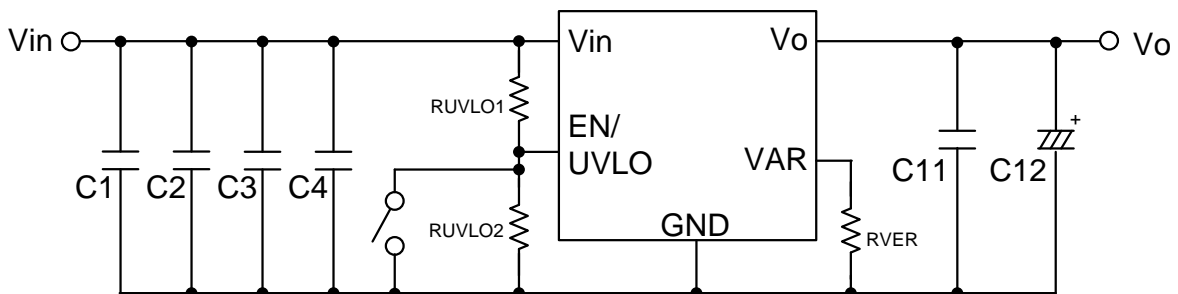 Vin
Vin
Vo
Vo
RUVLO1
EN/
UVLO
VAR
C1
C2
C3
C4
RUVLO2
GND
RVER
C11
C12
+